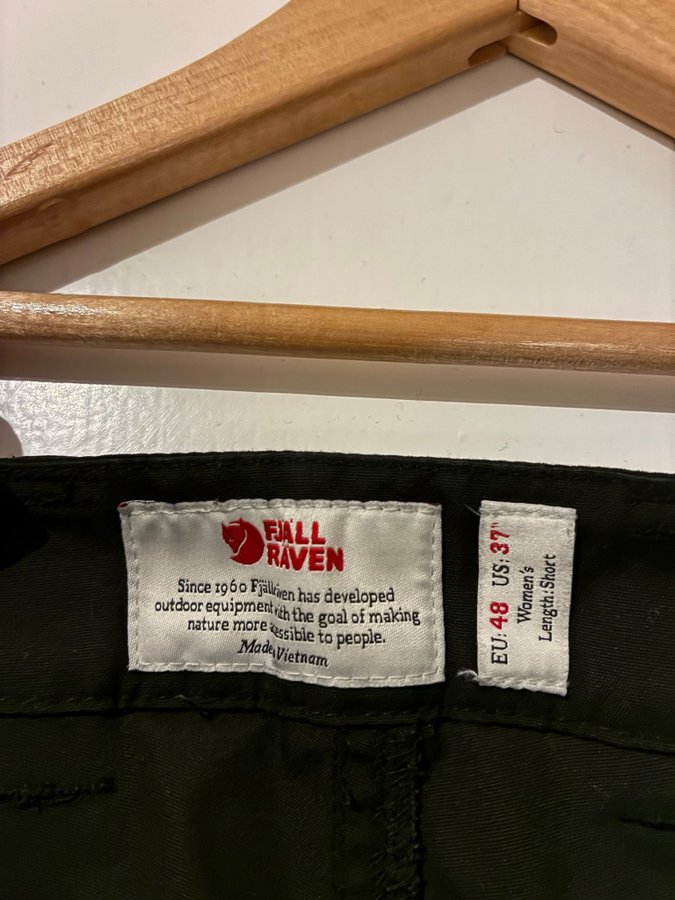 FJÄLL
RÄVEN
Since 1960 Fjällräven has developed
outdoor equipment with the goal of making
nature more accessible to people.
Made Vietnam
EU: 48 US: 37"
Women's
Length: Short